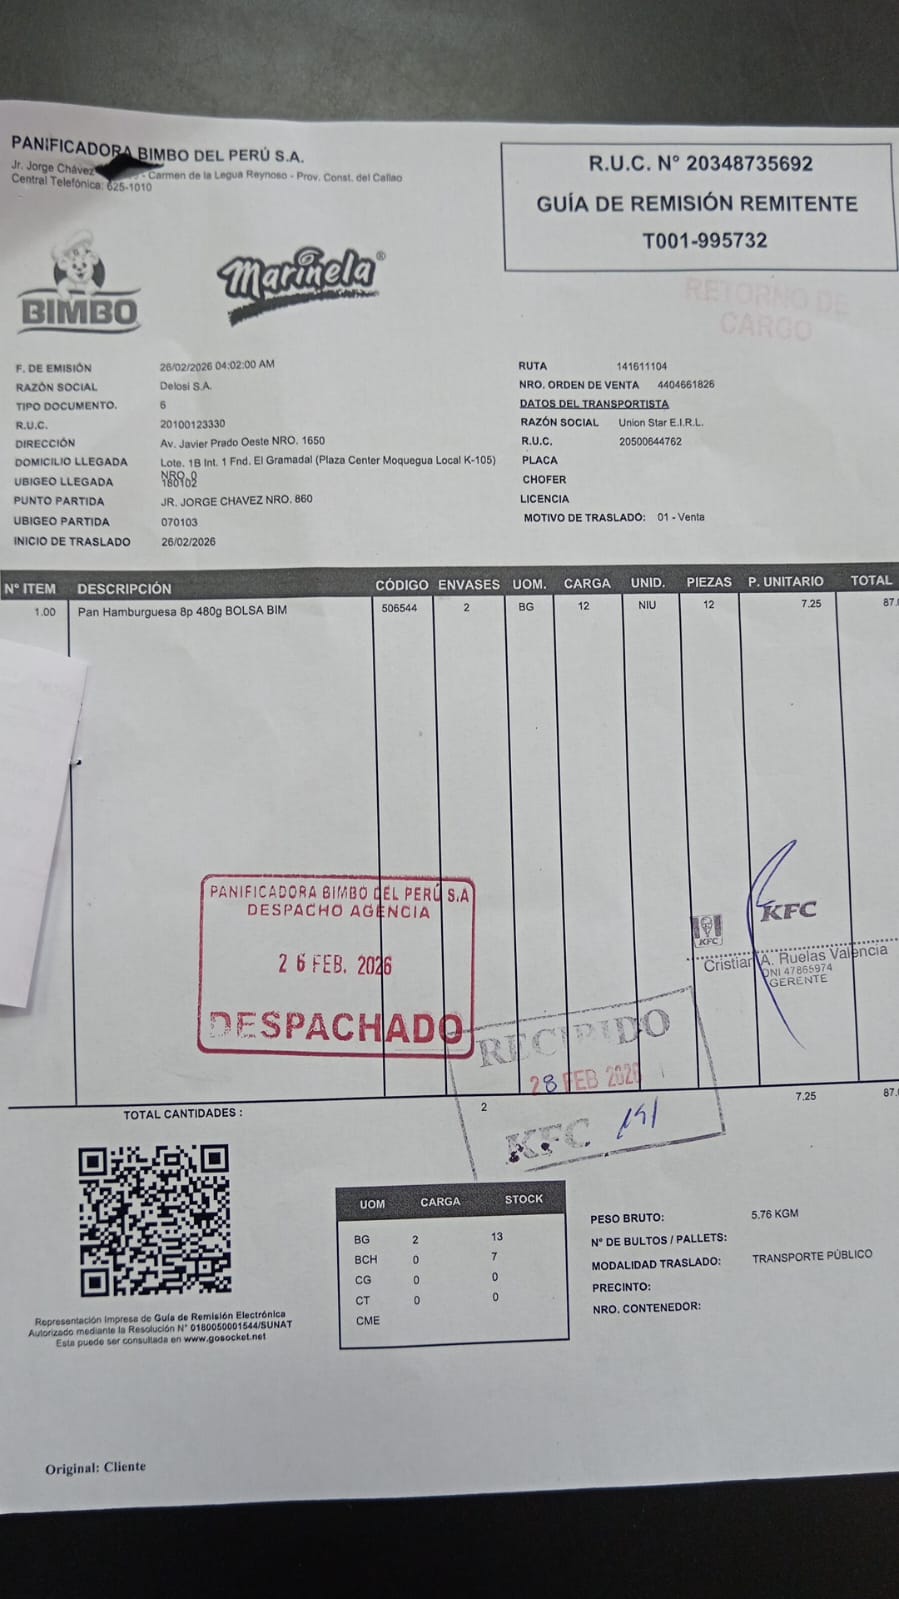 PANIFICADORA BIMBO DEL PERÚ S.A.
Jr. Jorge Chávez - Carmen de la Legua Reynoso - Prov. Const. del Callao
Central Telefónica: 625-1010
R.U.C. N° 20348735692
GUÍA DE REMISIÓN REMITENTE
T001-995732
RETORNO DE
CARGO
BIMBO
Marinela®
F. DE EMISIÓN 26/02/2026 04:02:00 AM
RAZÓN SOCIAL Delosi S.A.
TIPO DOCUMENTO. 6
R.U.C. 20100123330
DIRECCIÓN Av. Javier Prado Oeste NRO. 1650
DOMICILIO LLEGADA Lote. 1B Int. 1 Fnd. El Gramadal (Plaza Center Moquegua Local K-105)
NRO. 0
UBIGEO LLEGADA 180102
PUNTO PARTIDA JR. JORGE CHAVEZ NRO. 860
UBIGEO PARTIDA 070103
INICIO DE TRASLADO 26/02/2026
RUTA 141611104
NRO. ORDEN DE VENTA 4404661826
DATOS DEL TRANSPORTISTA
RAZÓN SOCIAL Union Star E.I.R.L.
R.U.C. 20500644762
PLACA
CHOFER
LICENCIA
MOTIVO DE TRASLADO: 01 - Venta
N° ITEM DESCRIPCIÓN CÓDIGO ENVASES UOM. CARGA UNID. PIEZAS P. UNITARIO TOTAL
1.00 Pan Hamburguesa 8p 480g BOLSA BIM 506544 2 BG 12 NIU 12 7.25 87.
PANIFICADORA BIMBO DEL PERÚ S.A
DESPACHO AGENCIA
26 FEB. 2026
DESPACHADO
KFC
KFC
Cristian A. Ruelas Valencia
DNI 47865974
GERENTE
RECIBIDO
28 FEB 2026
KFC
TOTAL CANTIDADES : 2 7.25 87.
UOM CARGA STOCK
BG 2 13
BCH 0 7
CG 0 0
CT 0 0
CME
PESO BRUTO: 5.76 KGM
N° DE BULTOS / PALLETS:
MODALIDAD TRASLADO: TRANSPORTE PÚBLICO
PRECINTO:
NRO. CONTENEDOR:
Representación Impresa de Guía de Remisión Electrónica
Autorizado mediante la Resolución N° 0180050001544/SUNAT
Esta puede ser consultada en www.gosocket.net
Original: Cliente